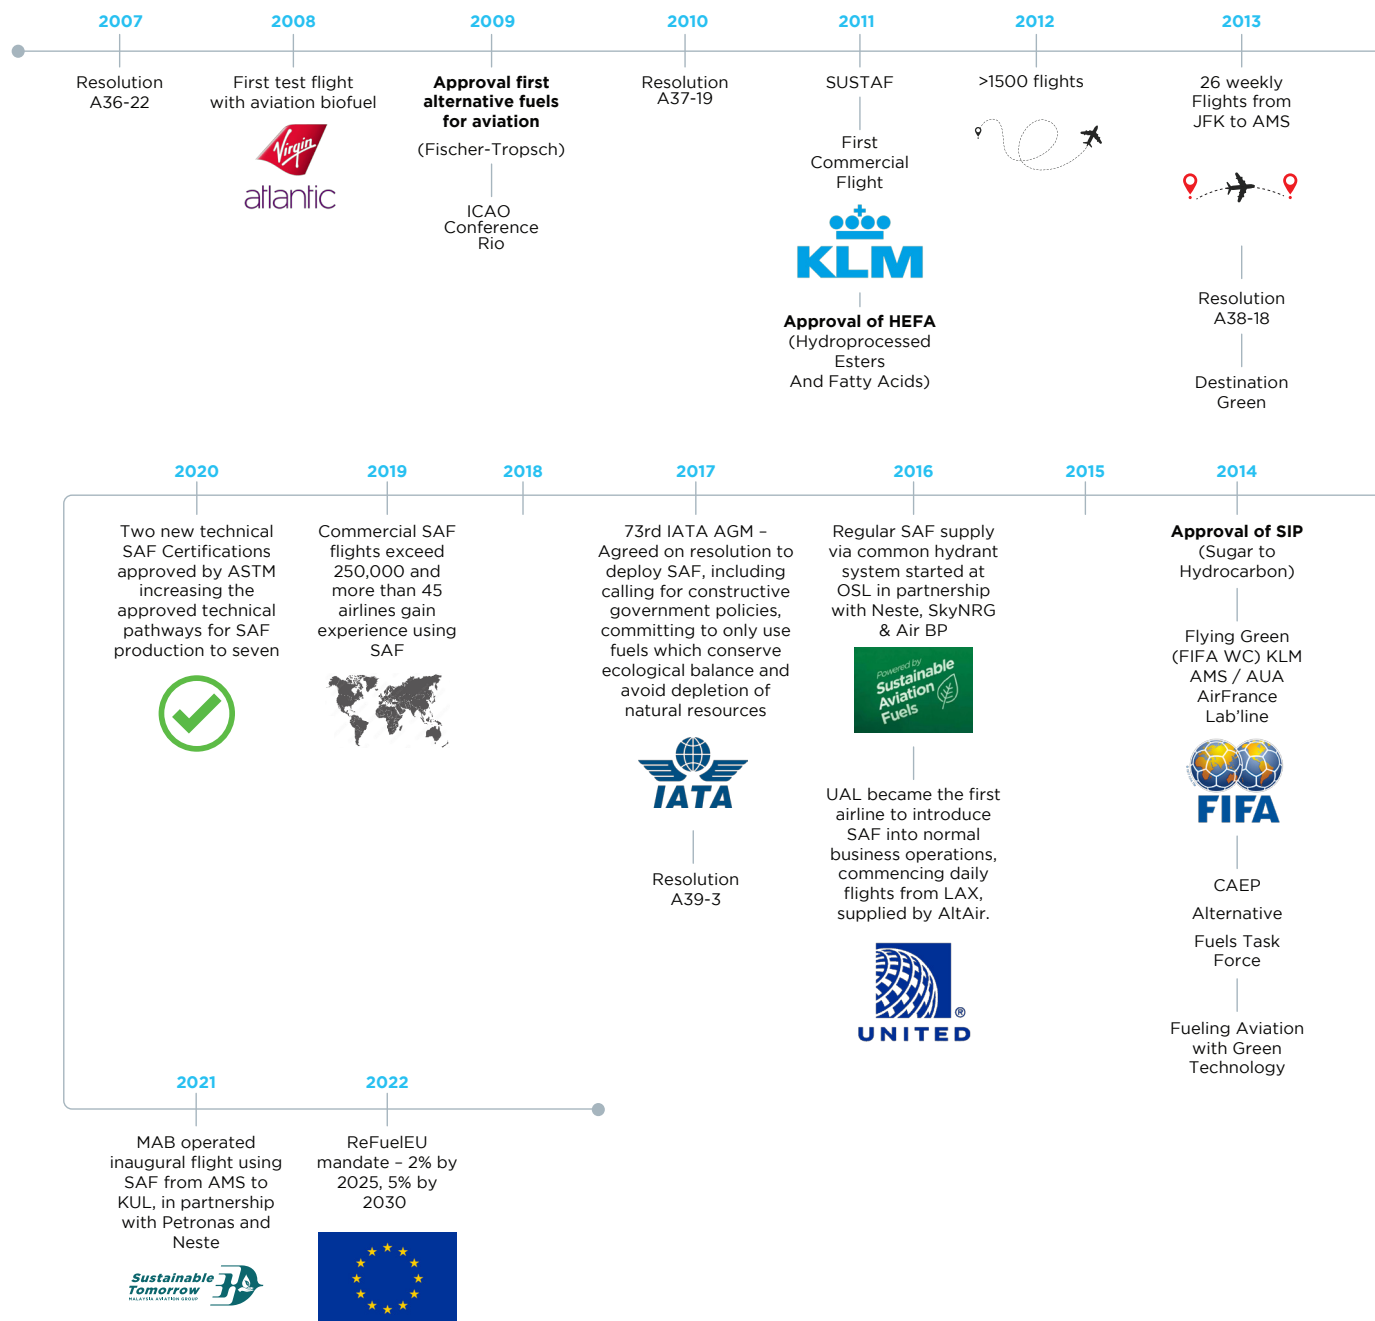 2007
Resolution
A36-22
2008
First test flight
with aviation biofuel
Virgin
atlantic
2009
Approval first
alternative fuels
for aviation
(Fischer-Tropsch)
ICAO
Conference
Rio
2010
Resolution
A37-19
2011
SUSTAF
First
Commercial
Flight
KLM
Approval of HEFA
(Hydroprocessed
Esters
And Fatty Acids)
2012
>1500 flights
2013
26 weekly
Flights from
JFK to AMS
Resolution
A38-18
Destination
Green
2014
Approval of SIP
(Sugar to
Hydrocarbon)
Flying Green
(FIFA WC) KLM
AMS / AUA
AirFrance
Lab'line
FIFA
CAEP
Alternative
Fuels Task
Force
Fueling Aviation
with Green
Technology
2015
2016
Regular SAF supply
via common hydrant
system started at
OSL in partnership
with Neste, SkyNRG
& Air BP
Powered by
Sustainable
Aviation
Fuels
UAL became the first
airline to introduce
SAF into normal
business operations,
commencing daily
flights from LAX,
supplied by AltAir.
®
UNITED
2017
73rd IATA AGM –
Agreed on resolution to
deploy SAF, including
calling for constructive
government policies,
committing to only use
fuels which conserve
ecological balance and
avoid depletion of
natural resources
IATA
Resolution
A39-3
2018
2019
Commercial SAF
flights exceed
250,000 and
more than 45
airlines gain
experience using
SAF
2020
Two new technical
SAF Certifications
approved by ASTM
increasing the
approved technical
pathways for SAF
production to seven
2021
MAB operated
inaugural flight using
SAF from AMS to
KUL, in partnership
with Petronas and
Neste
Sustainable
Tomorrow
MALAYSIA AVIATION GROUP
2022
ReFuelEU
mandate – 2% by
2025, 5% by
2030